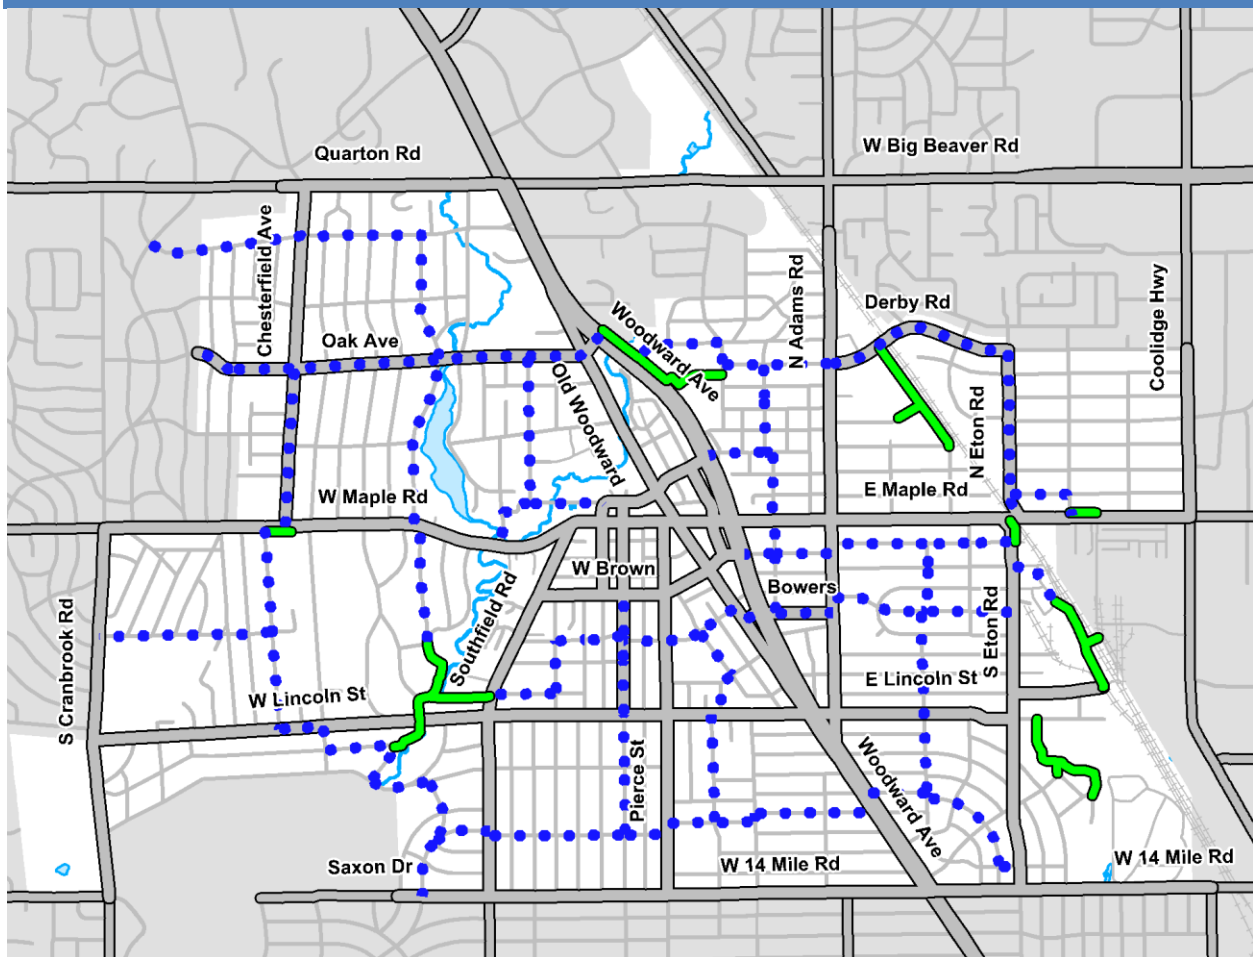 Quarton Rd
W Big Beaver Rd
Chesterfield Ave
N Adams Rd
Coolidge Hwy
Derby Rd
Woodward Ave
Oak Ave
Old Woodward
N Eton Rd
W Maple Rd
E Maple Rd
W Brown
Bowers
S Cranbrook Rd
Southfield Rd
S Eton Rd
W Lincoln St
E Lincoln St
Pierce St
Woodward Ave
Saxon Dr
W 14 Mile Rd
W 14 Mile Rd